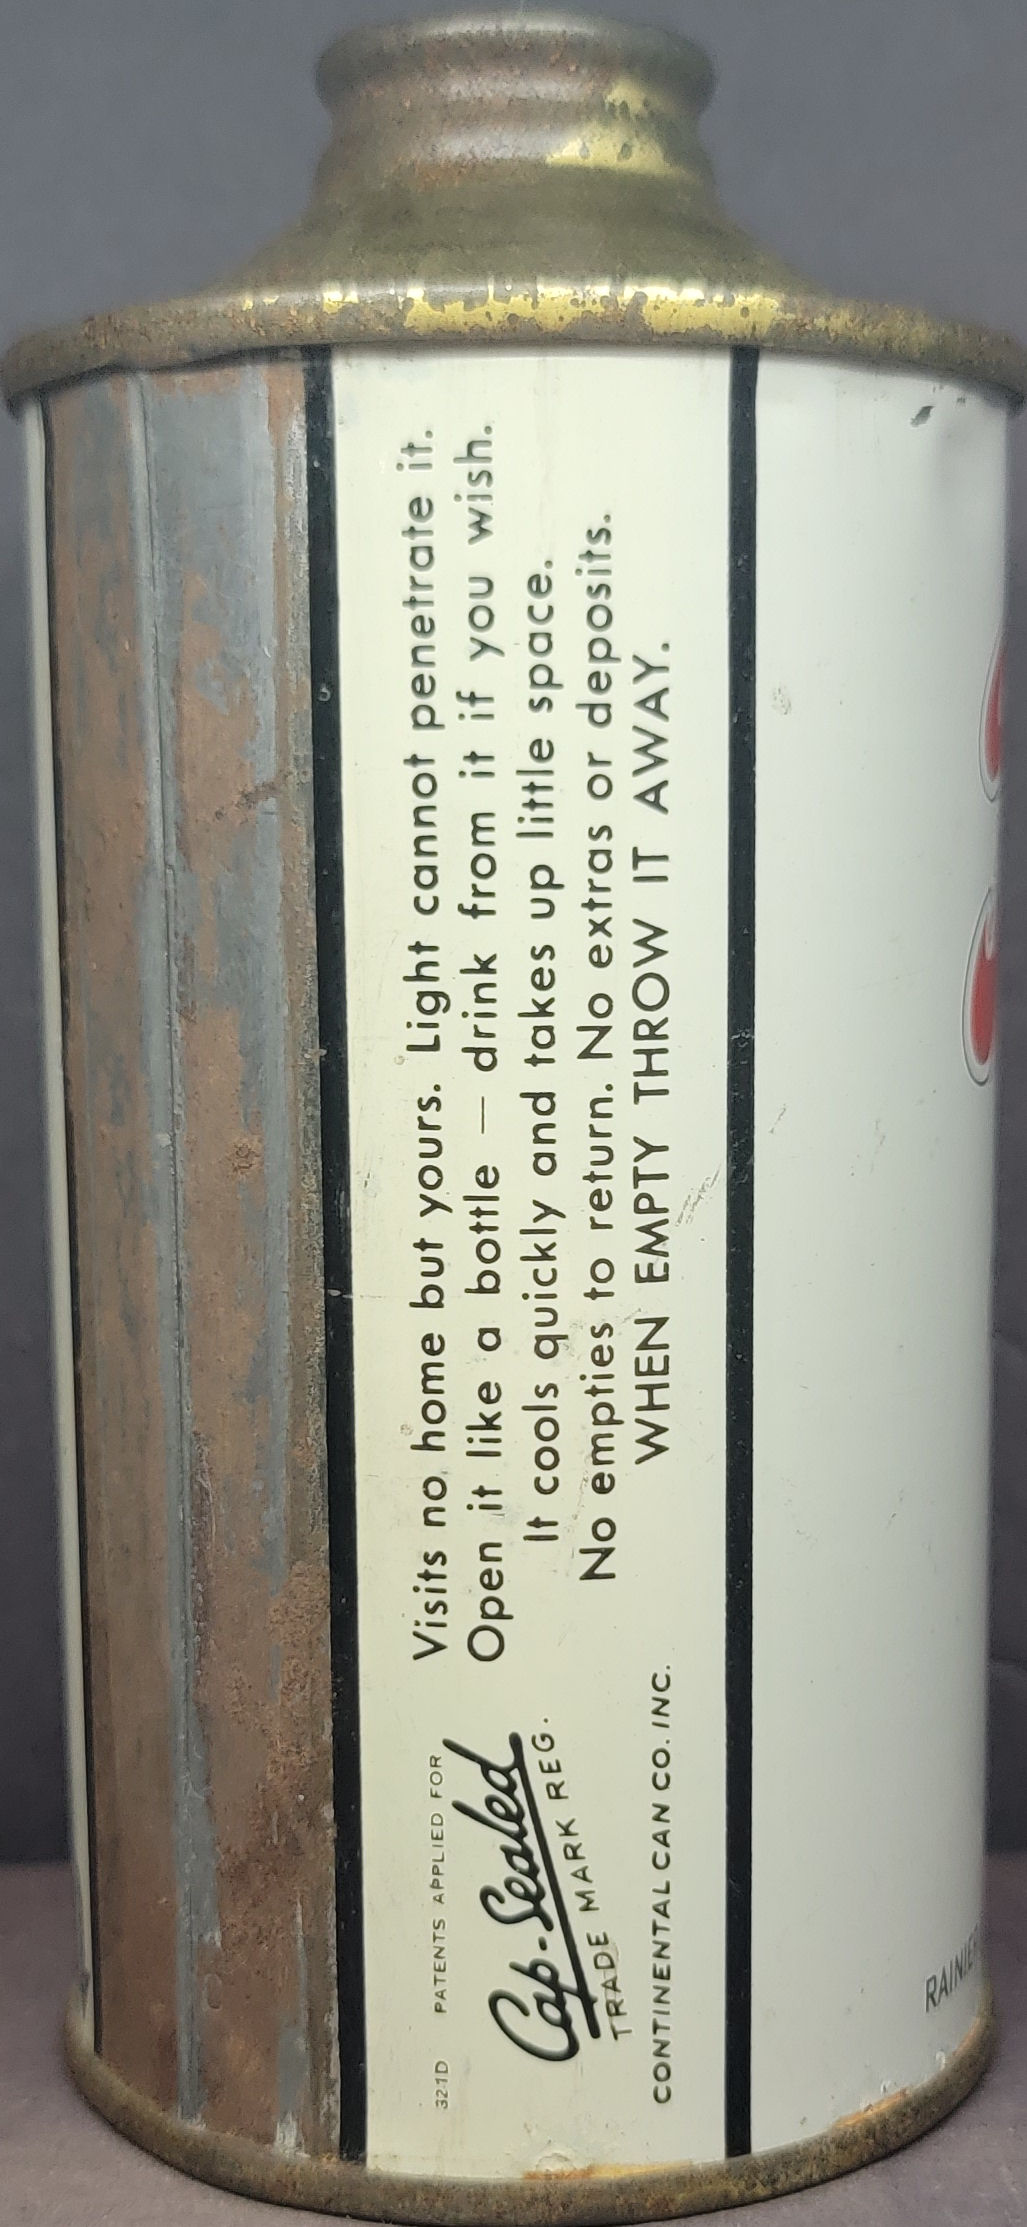 Visits no home but yours. Light cannot penetrate it.
Open it like a bottle — drink from it if you wish.
It cools quickly and takes up little space.
No empties to return. No extras or deposits.
WHEN EMPTY THROW IT AWAY.
321D PATENTS APPLIED FOR
Cap-Sealed
TRADE MARK REG.
CONTINENTAL CAN CO. INC.